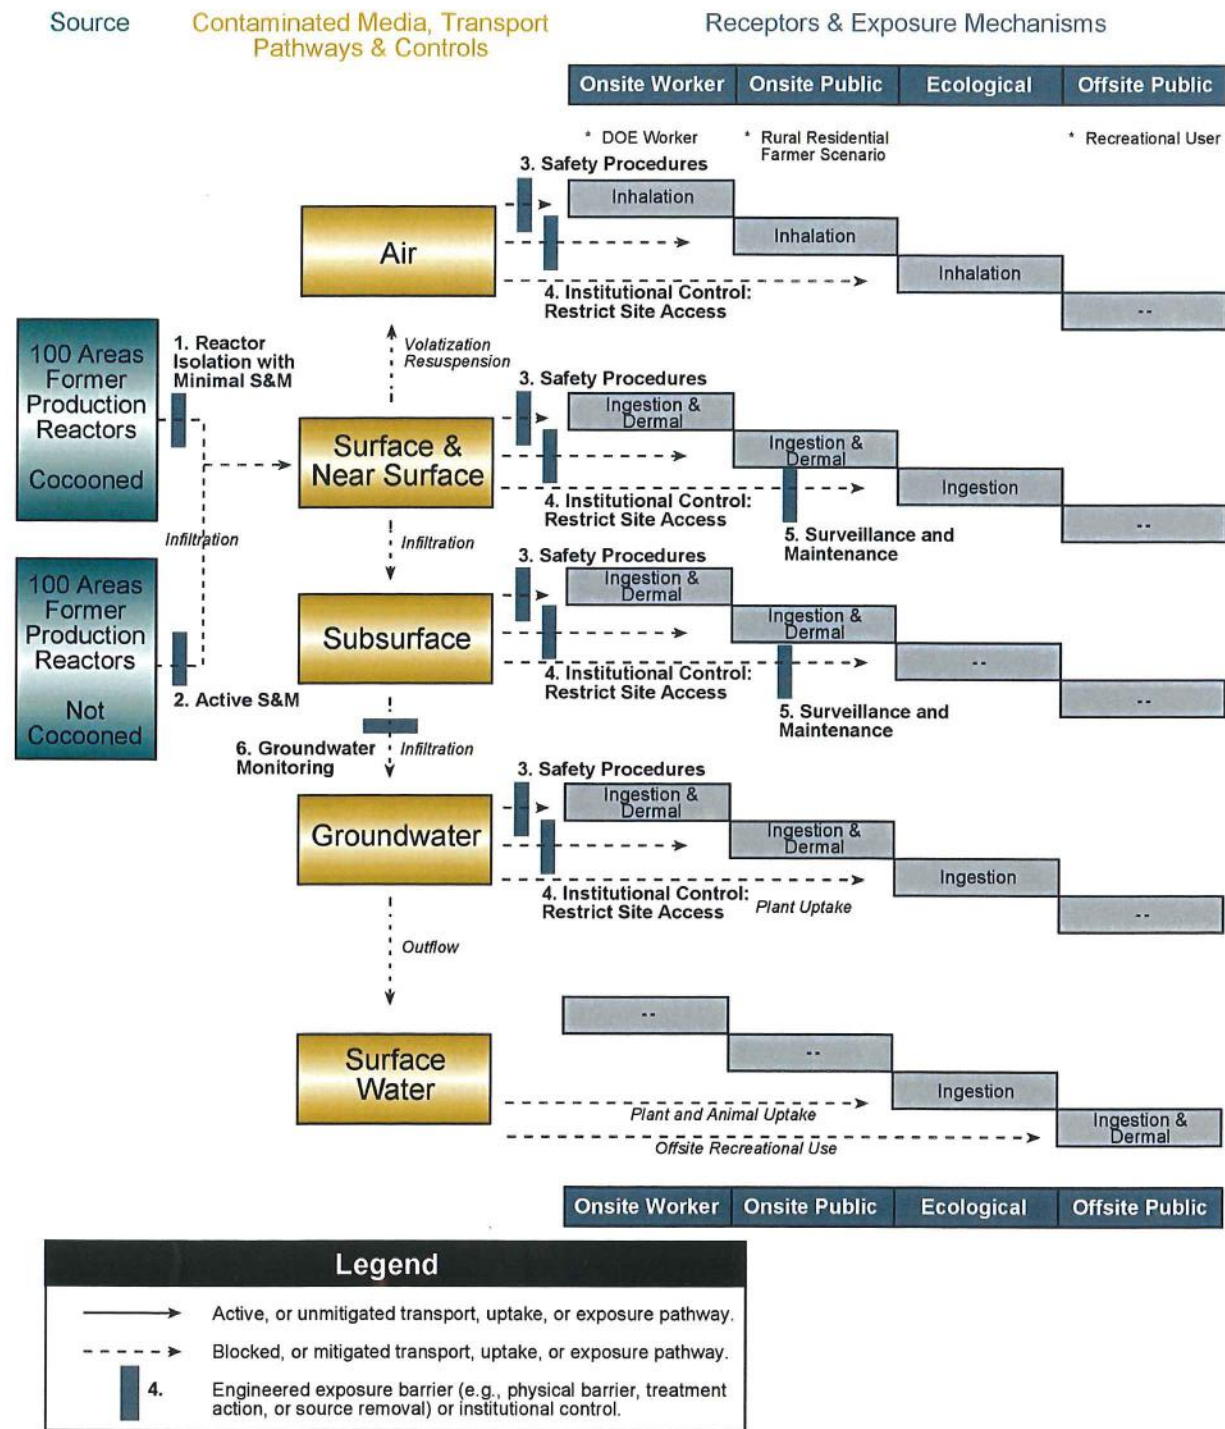 Source
Contaminated Media, Transport
Pathways & Controls
Receptors & Exposure Mechanisms
Onsite Worker
Onsite Public
Ecological
Offsite Public
* DOE Worker
* Rural Residential
Farmer Scenario
* Recreational User
3. Safety Procedures
Inhalation
Air
Inhalation
Inhalation
4. Institutional Control:
Restrict Site Access
--
100 Areas
Former
Production
Reactors
Cocooned
1. Reactor
Isolation with
Minimal S&M
Volatization
Resuspension
3. Safety Procedures
Ingestion &
Dermal
Surface &
Near Surface
Ingestion &
Dermal
Ingestion
4. Institutional Control:
Restrict Site Access
--
5. Surveillance and
Maintenance
Infiltration
Infiltration
100 Areas
Former
Production
Reactors
Not
Cocooned
2. Active S&M
3. Safety Procedures
Ingestion &
Dermal
Subsurface
Ingestion &
Dermal
--
4. Institutional Control:
Restrict Site Access
--
5. Surveillance and
Maintenance
6. Groundwater
Monitoring
Infiltration
3. Safety Procedures
Ingestion &
Dermal
Groundwater
Ingestion &
Dermal
Ingestion
4. Institutional Control:
Restrict Site Access
Plant Uptake
--
Outflow
--
Surface
Water
--
Ingestion
Plant and Animal Uptake
Ingestion &
Dermal
Offsite Recreational Use
Onsite Worker
Onsite Public
Ecological
Offsite Public
Legend
Active, or unmitigated transport, uptake, or exposure pathway.
Blocked, or mitigated transport, uptake, or exposure pathway.
4.
Engineered exposure barrier (e.g., physical barrier, treatment
action, or source removal) or institutional control.